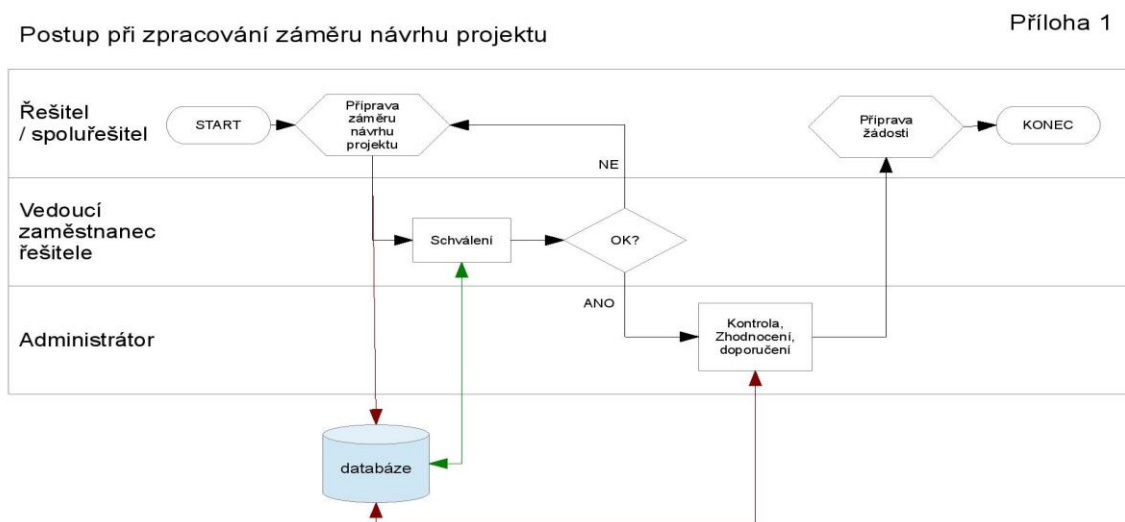 Příloha 1
Postup při zpracování záměru návrhu projektu
Řešitel
/ spoluřešitel
START
Příprava
záměru
návrhu
projektu
Příprava
žádosti
KONEC
NE
Vedoucí
zaměstnanec
řešitele
Schválení
OK?
ANO
Administrátor
Kontrola,
Zhodnocení,
doporučení
databáze